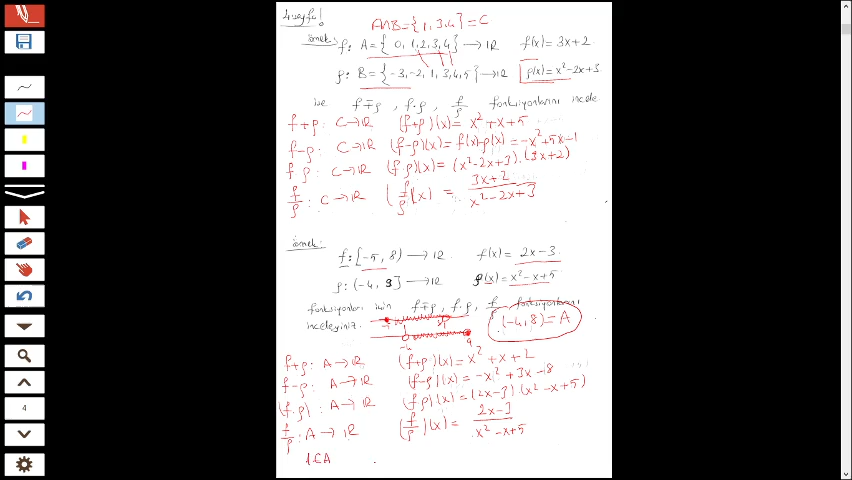 A∩B={1,3,4}=C
Örnek:
f: A={0,1,2,3,4}→IR f(x)=3x+2
g: B={-3,-2,1,3,4,5}→IR g(x)=x²-2x+3
ise f∓g, f.g, f/g fonksiyonlarını incele
f+g: C→IR (f+g)(x)=x²+x+5
f-g: C→IR (f-g)(x)=f(x)-g(x)=-x²+5x-1
f.g: C→IR (f.g)(x)=(x²-2x+3).(3x+2)
f/g: C→IR (f/g)(x)=3x+2/x²-2x+3
Örnek:
f: [-5,8)→IR f(x)=2x-3
g: (-4,9]→IR g(x)=x²-x+5
fonksiyonları için f∓g, f.g, f/g fonksiyonlarını
inceleyiniz. (-4,8)=A
-4 9
f+g: A→IR (f+g)(x)=x²+x+2
f-g: A→IR (f-g)(x)=-x²+3x-8
(f.g): A→IR (f.g)(x)=(2x-3).(x²-x+5)
f/g: A→IR (f/g)(x)=2x-3/x²-x+5
4